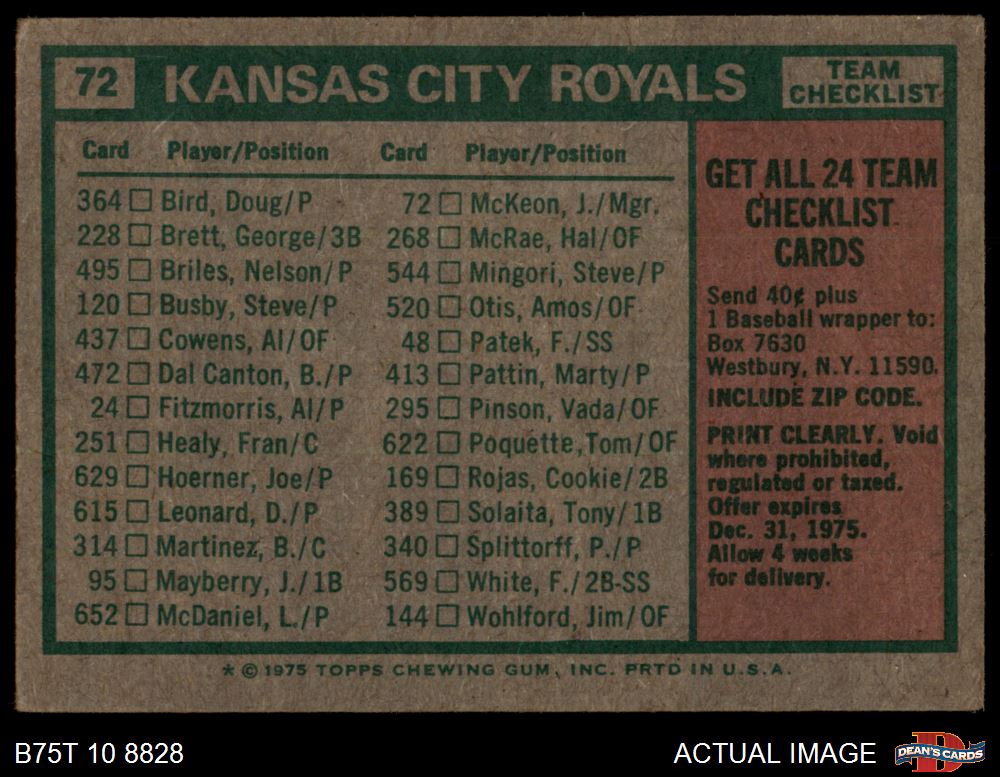 72 KANSAS CITY ROYALS TEAM CHECKLIST
Card Player/Position Card Player/Position
364 □ Bird, Doug/P 72 □ McKeon, J./Mgr.
228 □ Brett, George/3B 268 □ McRae, Hal/OF
495 □ Briles, Nelson/P 544 □ Mingori, Steve/P
120 □ Busby, Steve/P 520 □ Otis, Amos/OF
437 □ Cowens, Al/OF 48 □ Patek, F./SS
472 □ Dal Canton, B./P 413 □ Pattin, Marty/P
24 □ Fitzmorris, Al/P 295 □ Pinson, Vada/OF
251 □ Healy, Fran/C 622 □ Poquette,Tom/OF
629 □ Hoerner, Joe/P 169 □ Rojas, Cookie/2B
615 □ Leonard, D./P 389 □ Solaita, Tony/1B
314 □ Martinez, B./C 340 □ Splittorff, P./P
95 □ Mayberry, J./1B 569 □ White, F./2B-SS
652 □ McDaniel, L./P 144 □ Wohlford, Jim/OF
GET ALL 24 TEAM
CHECKLIST
CARDS
Send 40¢ plus
1 Baseball wrapper to:
Box 7630
Westbury, N.Y. 11590.
INCLUDE ZIP CODE.
PRINT CLEARLY. Void
where prohibited,
regulated or taxed.
Offer expires
Dec. 31, 1975.
Allow 4 weeks
for delivery.
* © 1975 TOPPS CHEWING GUM, INC. PRTD IN U.S.A.
B75T 10 8828 ACTUAL IMAGE
D
DEAN'S CARDS